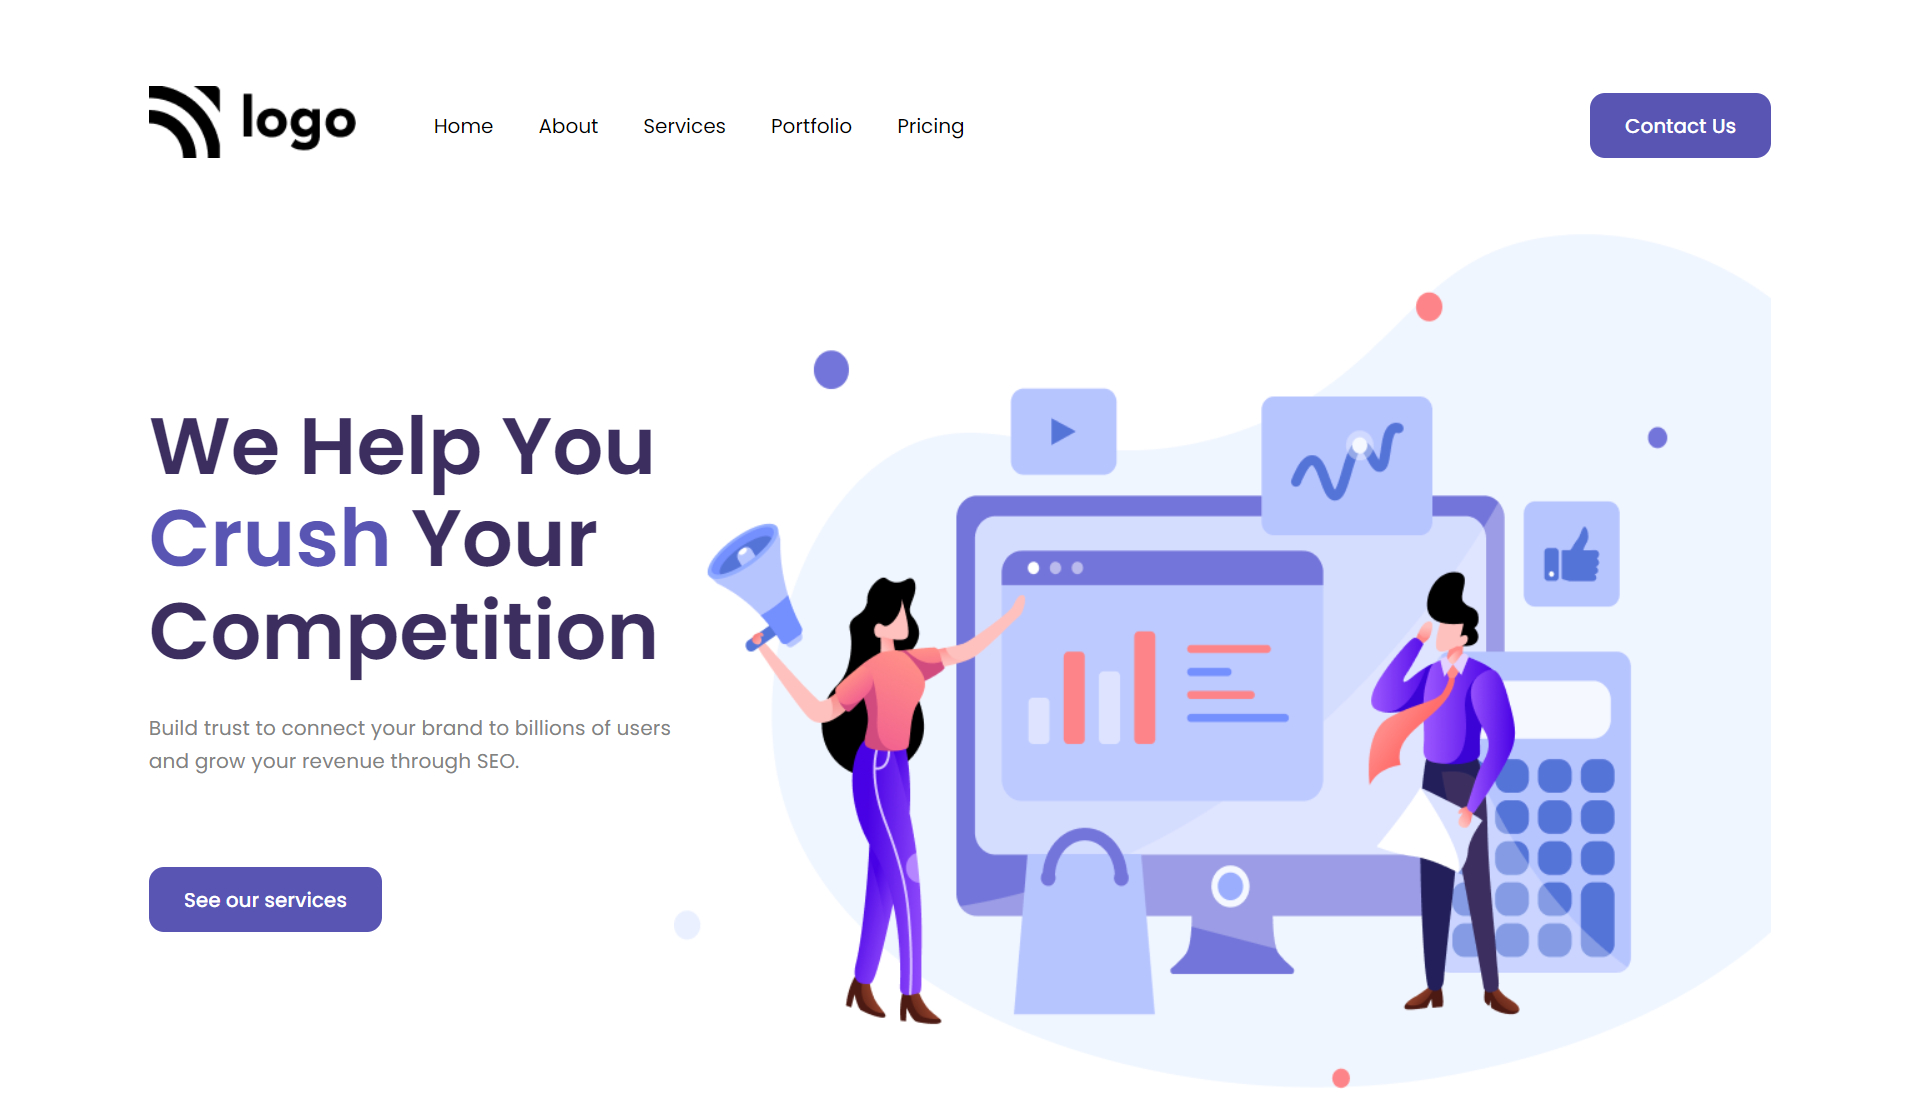 logo
Home About Services Portfolio Pricing
Contact Us
We Help You
Crush Your
Competition
Build trust to connect your brand to billions of users
and grow your revenue through SEO.
See our services